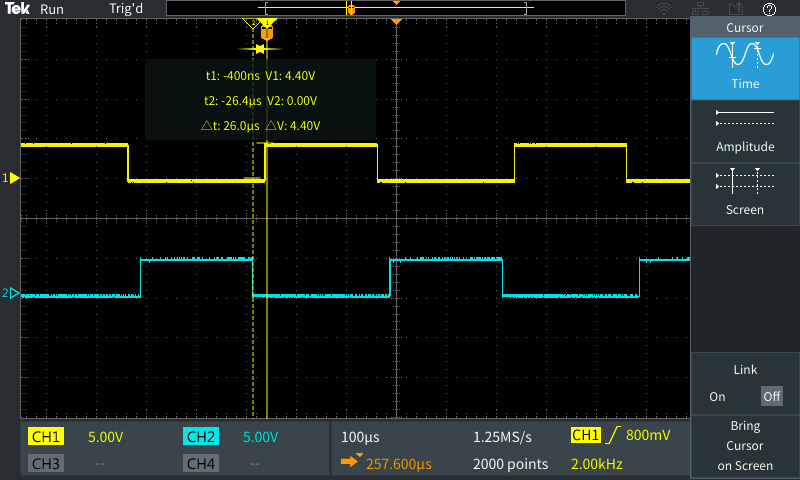 Tek Run Trig'd
Cursor
Time
Amplitude
Screen
t1: -400ns V1: 4.40V
t2: -26.4µs V2: 0.00V
△t: 26.0µs △V: 4.40V
1
2
Link
On Off
Bring
Cursor
on Screen
CH1 5.00V CH2 5.00V 100µs 1.25MS/s CH1 800mV
CH3 -- CH4 -- 257.600µs 2000 points 2.00kHz